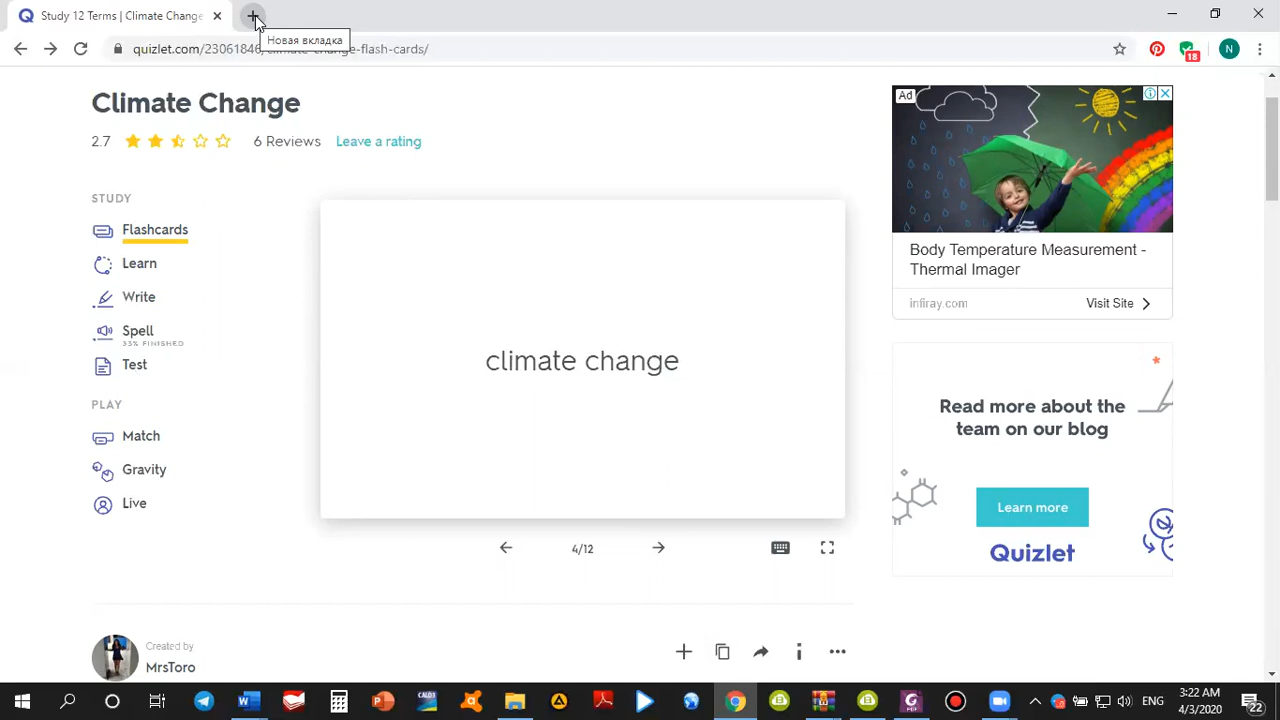 Study 12 Terms | Climate Change
Новая вкладка
quizlet.com/23061846/climate-change-flash-cards/
18
N
Climate Change
2.7
6 Reviews
Leave a rating
STUDY
Flashcards
Learn
Write
Spell
33% FINISHED
Test
PLAY
Match
Gravity
Live
climate change
4/12
Created by
MrsToro
Ad
Body Temperature Measurement -
Thermal Imager
infiray.com
Visit Site
Read more about the
team on our blog
Learn more
Quizlet
ENG
3:22 AM
4/3/2020
22